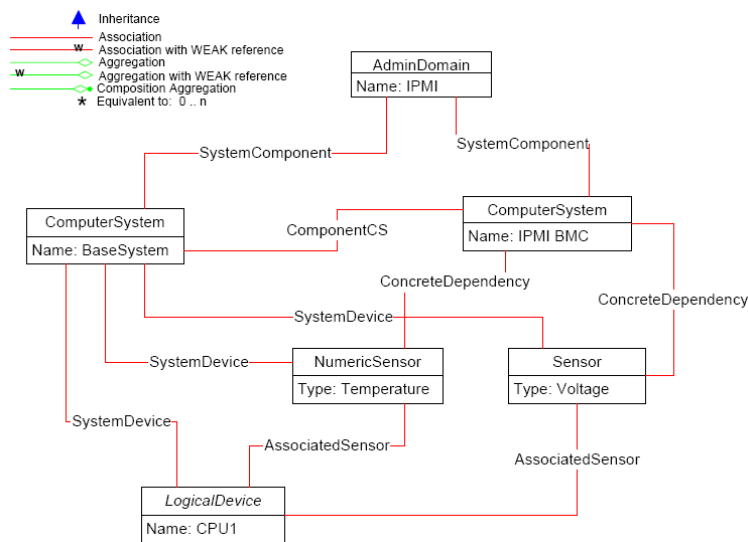 Inheritance
Association
w
Association with WEAK reference
Aggregation
w
Aggregation with WEAK reference
Composition Aggregation
* Equivalent to: 0 .. n
AdminDomain
Name: IPMI
SystemComponent
SystemComponent
ComputerSystem
Name: BaseSystem
ComponentCS
ComputerSystem
Name: IPMI BMC
ConcreteDependency
ConcreteDependency
SystemDevice
SystemDevice
NumericSensor
Type: Temperature
Sensor
Type: Voltage
SystemDevice
AssociatedSensor
AssociatedSensor
LogicalDevice
Name: CPU1